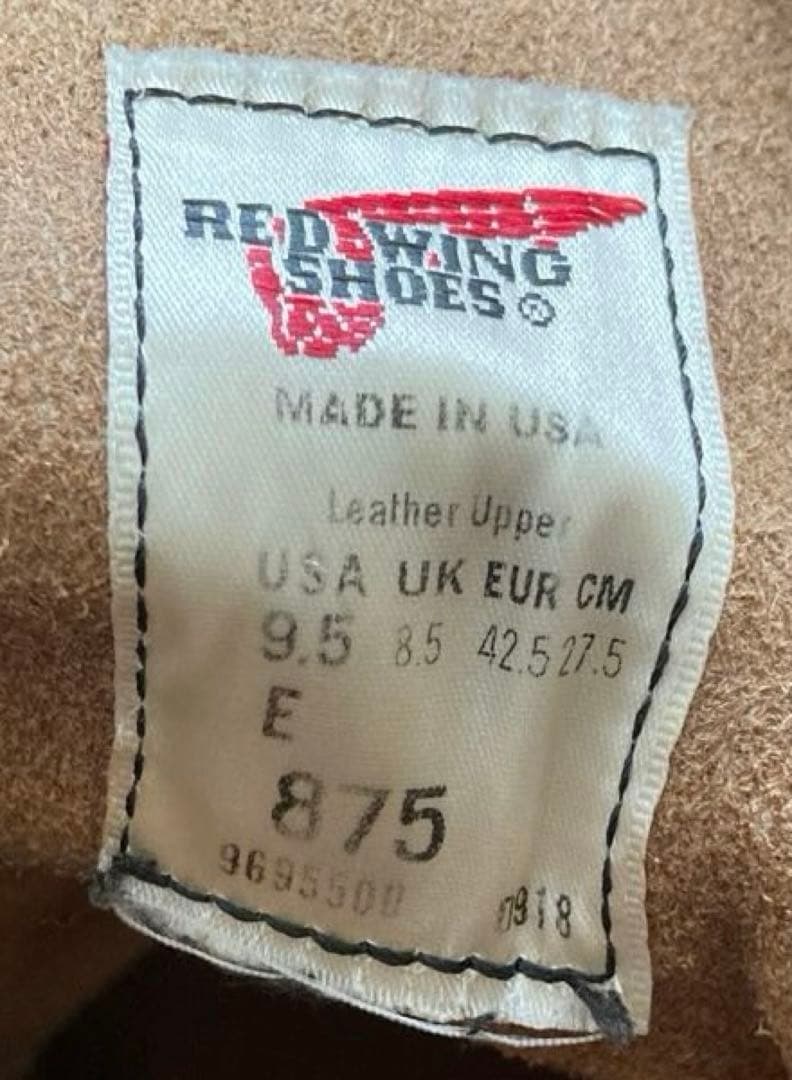 RED WING
SHOES ®
MADE IN USA
Leather Upper
USA UK EUR CM
9.5 8.5 42.5 27.5
E
875
9695500
0918